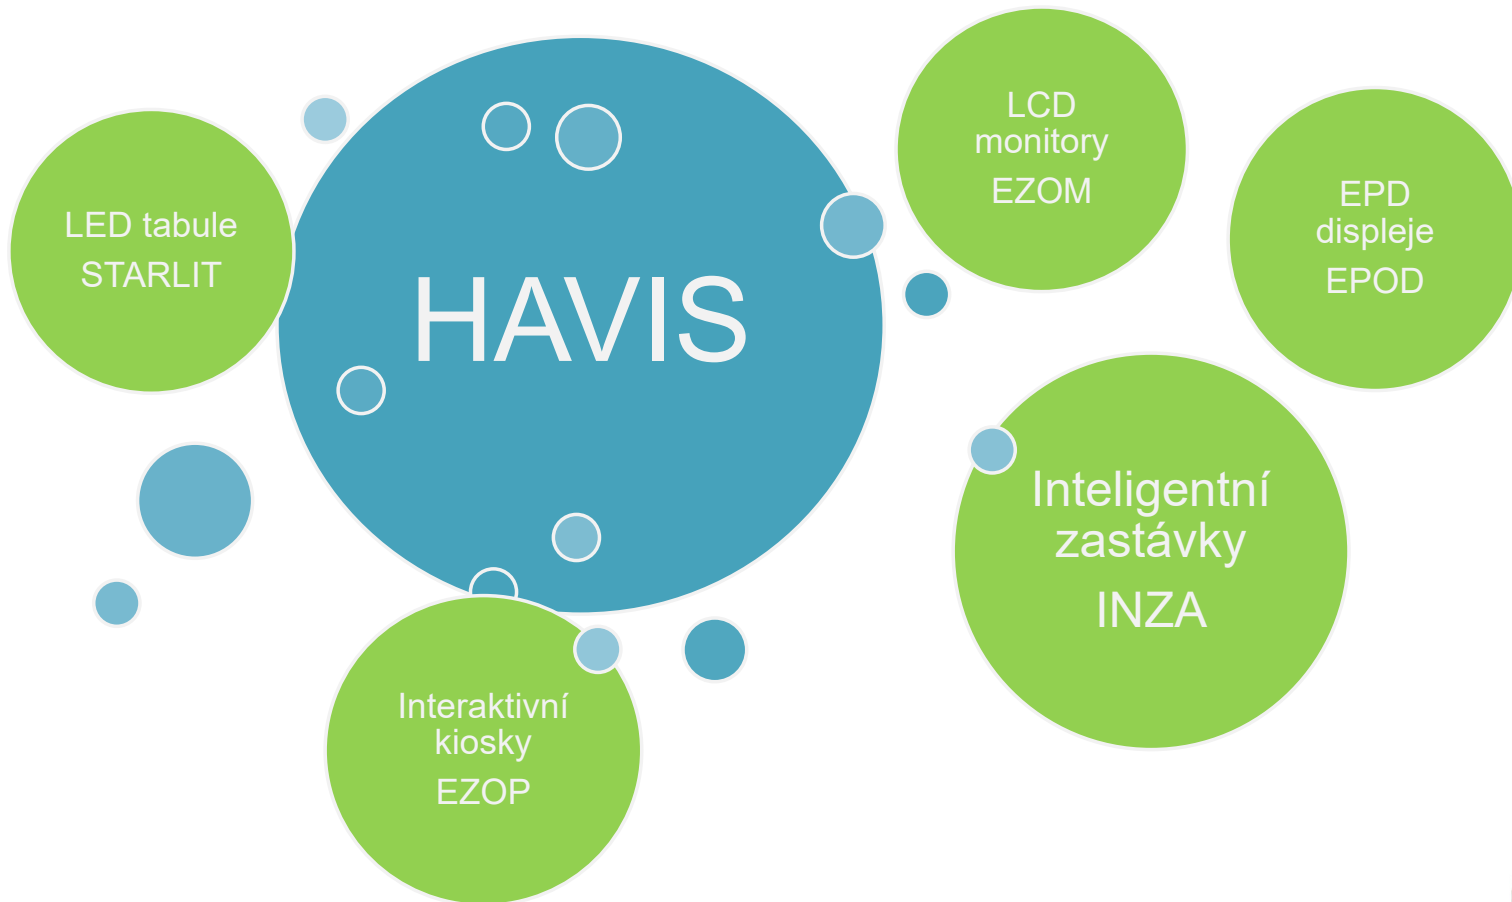 LED tabule
STARLIT
HAVIS
LCD
monitory
EZOM
EPD
displeje
EPOD
Inteligentní
zastávky
INZA
Interaktivní
kiosky
EZOP